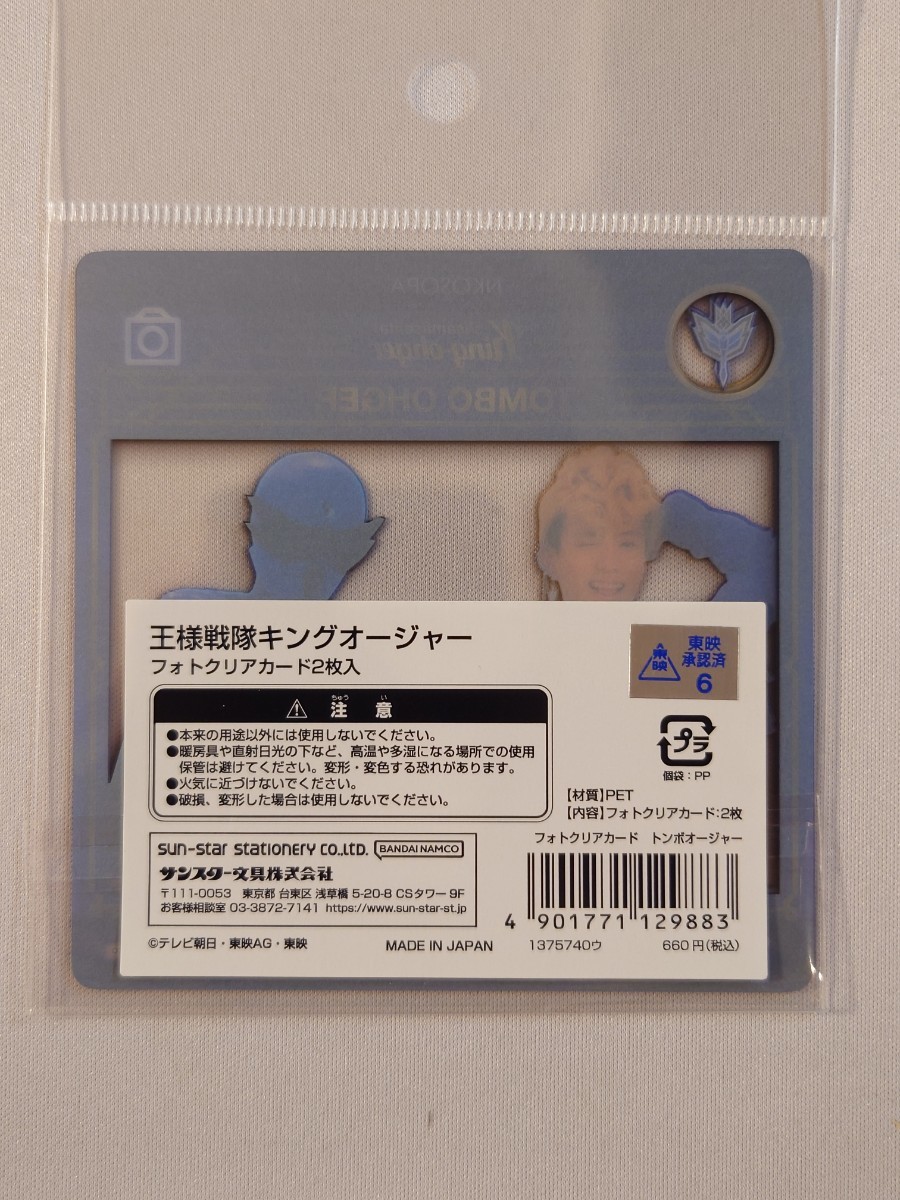 NKOSOPA
King-ohger
TOMBO OHGER
王様戦隊キングオージャー
フォトクリアカード2枚入
東映
東映
承認済
6
ちゅう い
注 意
●本来の用途以外には使用しないでください。
●暖房具や直射日光の下など、高温や多湿になる場所での使用
保管は避けてください。変形・変色する恐れがあります。
●火気に近づけないでください。
●破損、変形した場合は使用しないでください。
プラ
個袋：PP
【材質】PET
【内容】フォトクリアカード：2枚
sun-star stationery co.,ltd. BANDAI NAMCO
サンスター文具株式会社
〒111-0053 東京都 台東区 浅草橋 5-20-8 CSタワー 9F
お客様相談室 03-3872-7141 https://www.sun-star-st.jp
フォトクリアカード トンボオージャー
4 901771 129883
©テレビ朝日・東映AG・東映
MADE IN JAPAN
1375740ウ
660円(税込)